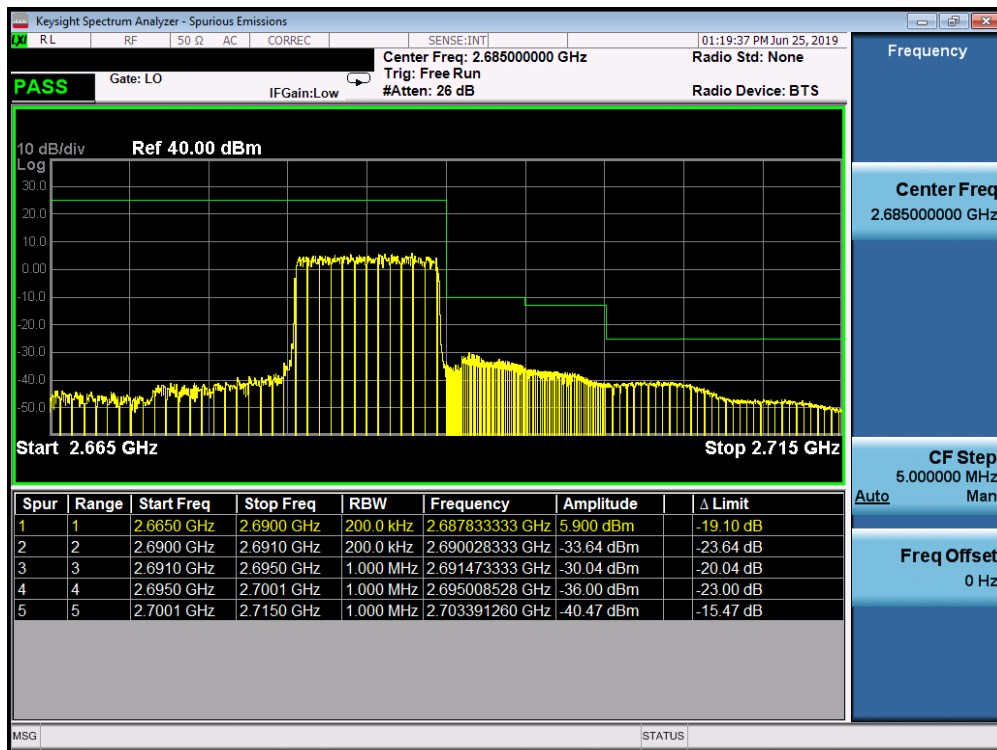 Keysight Spectrum Analyzer - Spurious Emissions
LXI RL RF 50 Ω AC CORREC SENSE:INT 01:19:37 PM Jun 25, 2019
Center Freq: 2.685000000 GHz Radio Std: None
Trig: Free Run
PASS Gate: LO IFGain:Low #Atten: 26 dB Radio Device: BTS
10 dB/div Ref 40.00 dBm
Log
30.0
20.0
10.0
0.00
-10.0
-20.0
-30.0
-40.0
-50.0
Start 2.665 GHz Stop 2.715 GHz
Spur Range Start Freq Stop Freq RBW Frequency Amplitude Δ Limit
1 1 2.6650 GHz 2.6900 GHz 200.0 kHz 2.687833333 GHz 5.900 dBm -19.10 dB
2 2 2.6900 GHz 2.6910 GHz 200.0 kHz 2.690028333 GHz -33.64 dBm -23.64 dB
3 3 2.6910 GHz 2.6950 GHz 1.000 MHz 2.691473333 GHz -30.04 dBm -20.04 dB
4 4 2.6950 GHz 2.7001 GHz 1.000 MHz 2.695008528 GHz -36.00 dBm -23.00 dB
5 5 2.7001 GHz 2.7150 GHz 1.000 MHz 2.703391260 GHz -40.47 dBm -15.47 dB
MSG STATUS
Frequency
Center Freq
2.685000000 GHz
CF Step
5.000000 MHz
Auto Man
Freq Offset
0 Hz